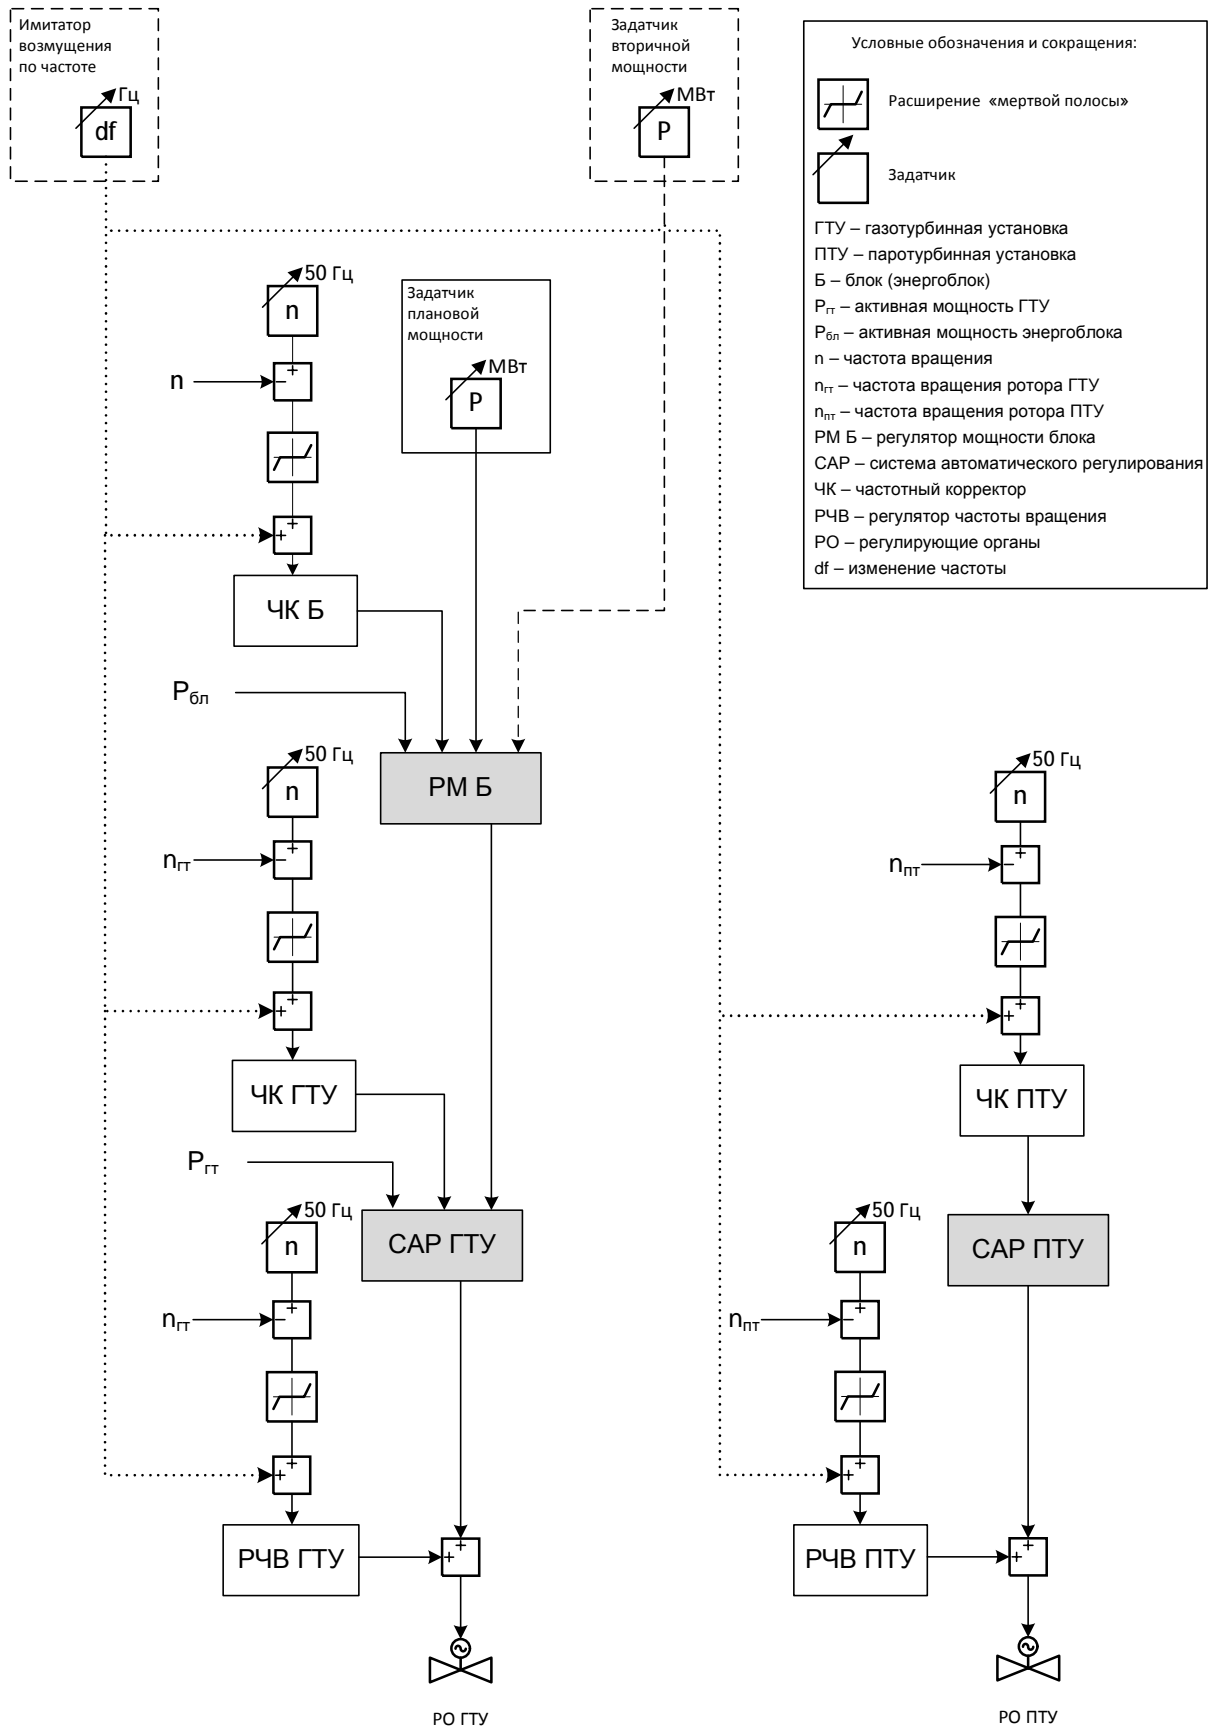 Имитатор
возмущения
по частоте
Гц
df
Задатчик
вторичной
мощности
МВт
P
Условные обозначения и сокращения:
Расширение «мертвой полосы»
Задатчик
ГТУ – газотурбинная установка
ПТУ – паротурбинная установка
Б – блок (энергоблок)
Pгт – активная мощность ГТУ
Pбл – активная мощность энергоблока
n – частота вращения
nгт – частота вращения ротора ГТУ
nпт – частота вращения ротора ПТУ
РМ Б – регулятор мощности блока
САР – система автоматического регулирования
ЧК – частотный корректор
РЧВ – регулятор частоты вращения
РО – регулирующие органы
df – изменение частоты
50 Гц
n
Задатчик
плановой
мощности
МВт
P
n
+
–
+
+
ЧК Б
Pбл
РМ Б
50 Гц
n
nгт
+
–
+
+
ЧК ГТУ
50 Гц
n
nпт
+
–
+
+
ЧК ПТУ
Pгт
САР ГТУ
50 Гц
n
nгт
+
–
+
+
РЧВ ГТУ
+
+
РО ГТУ
50 Гц
n
САР ПТУ
nпт
+
–
+
+
РЧВ ПТУ
+
+
РО ПТУ